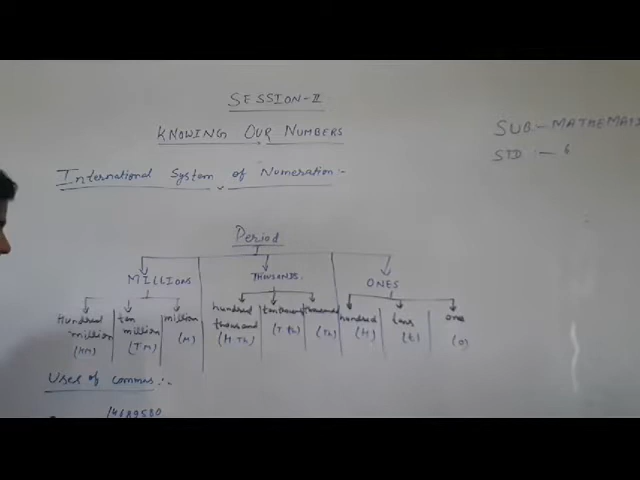 SESSION-II
KNOWING OUR NUMBERS
SUB-MATHEMATI
STD :- 6
International System of Numeration :-
Period
MILLIONS THOUSANDS. ONES
Hundred million (HM) ten million (T M) million (M) hundred thousand (H Th) ten thousand (T Th) thousand (Th) hundred (H) tens (t) one (o)
Uses of commas :-
14689580